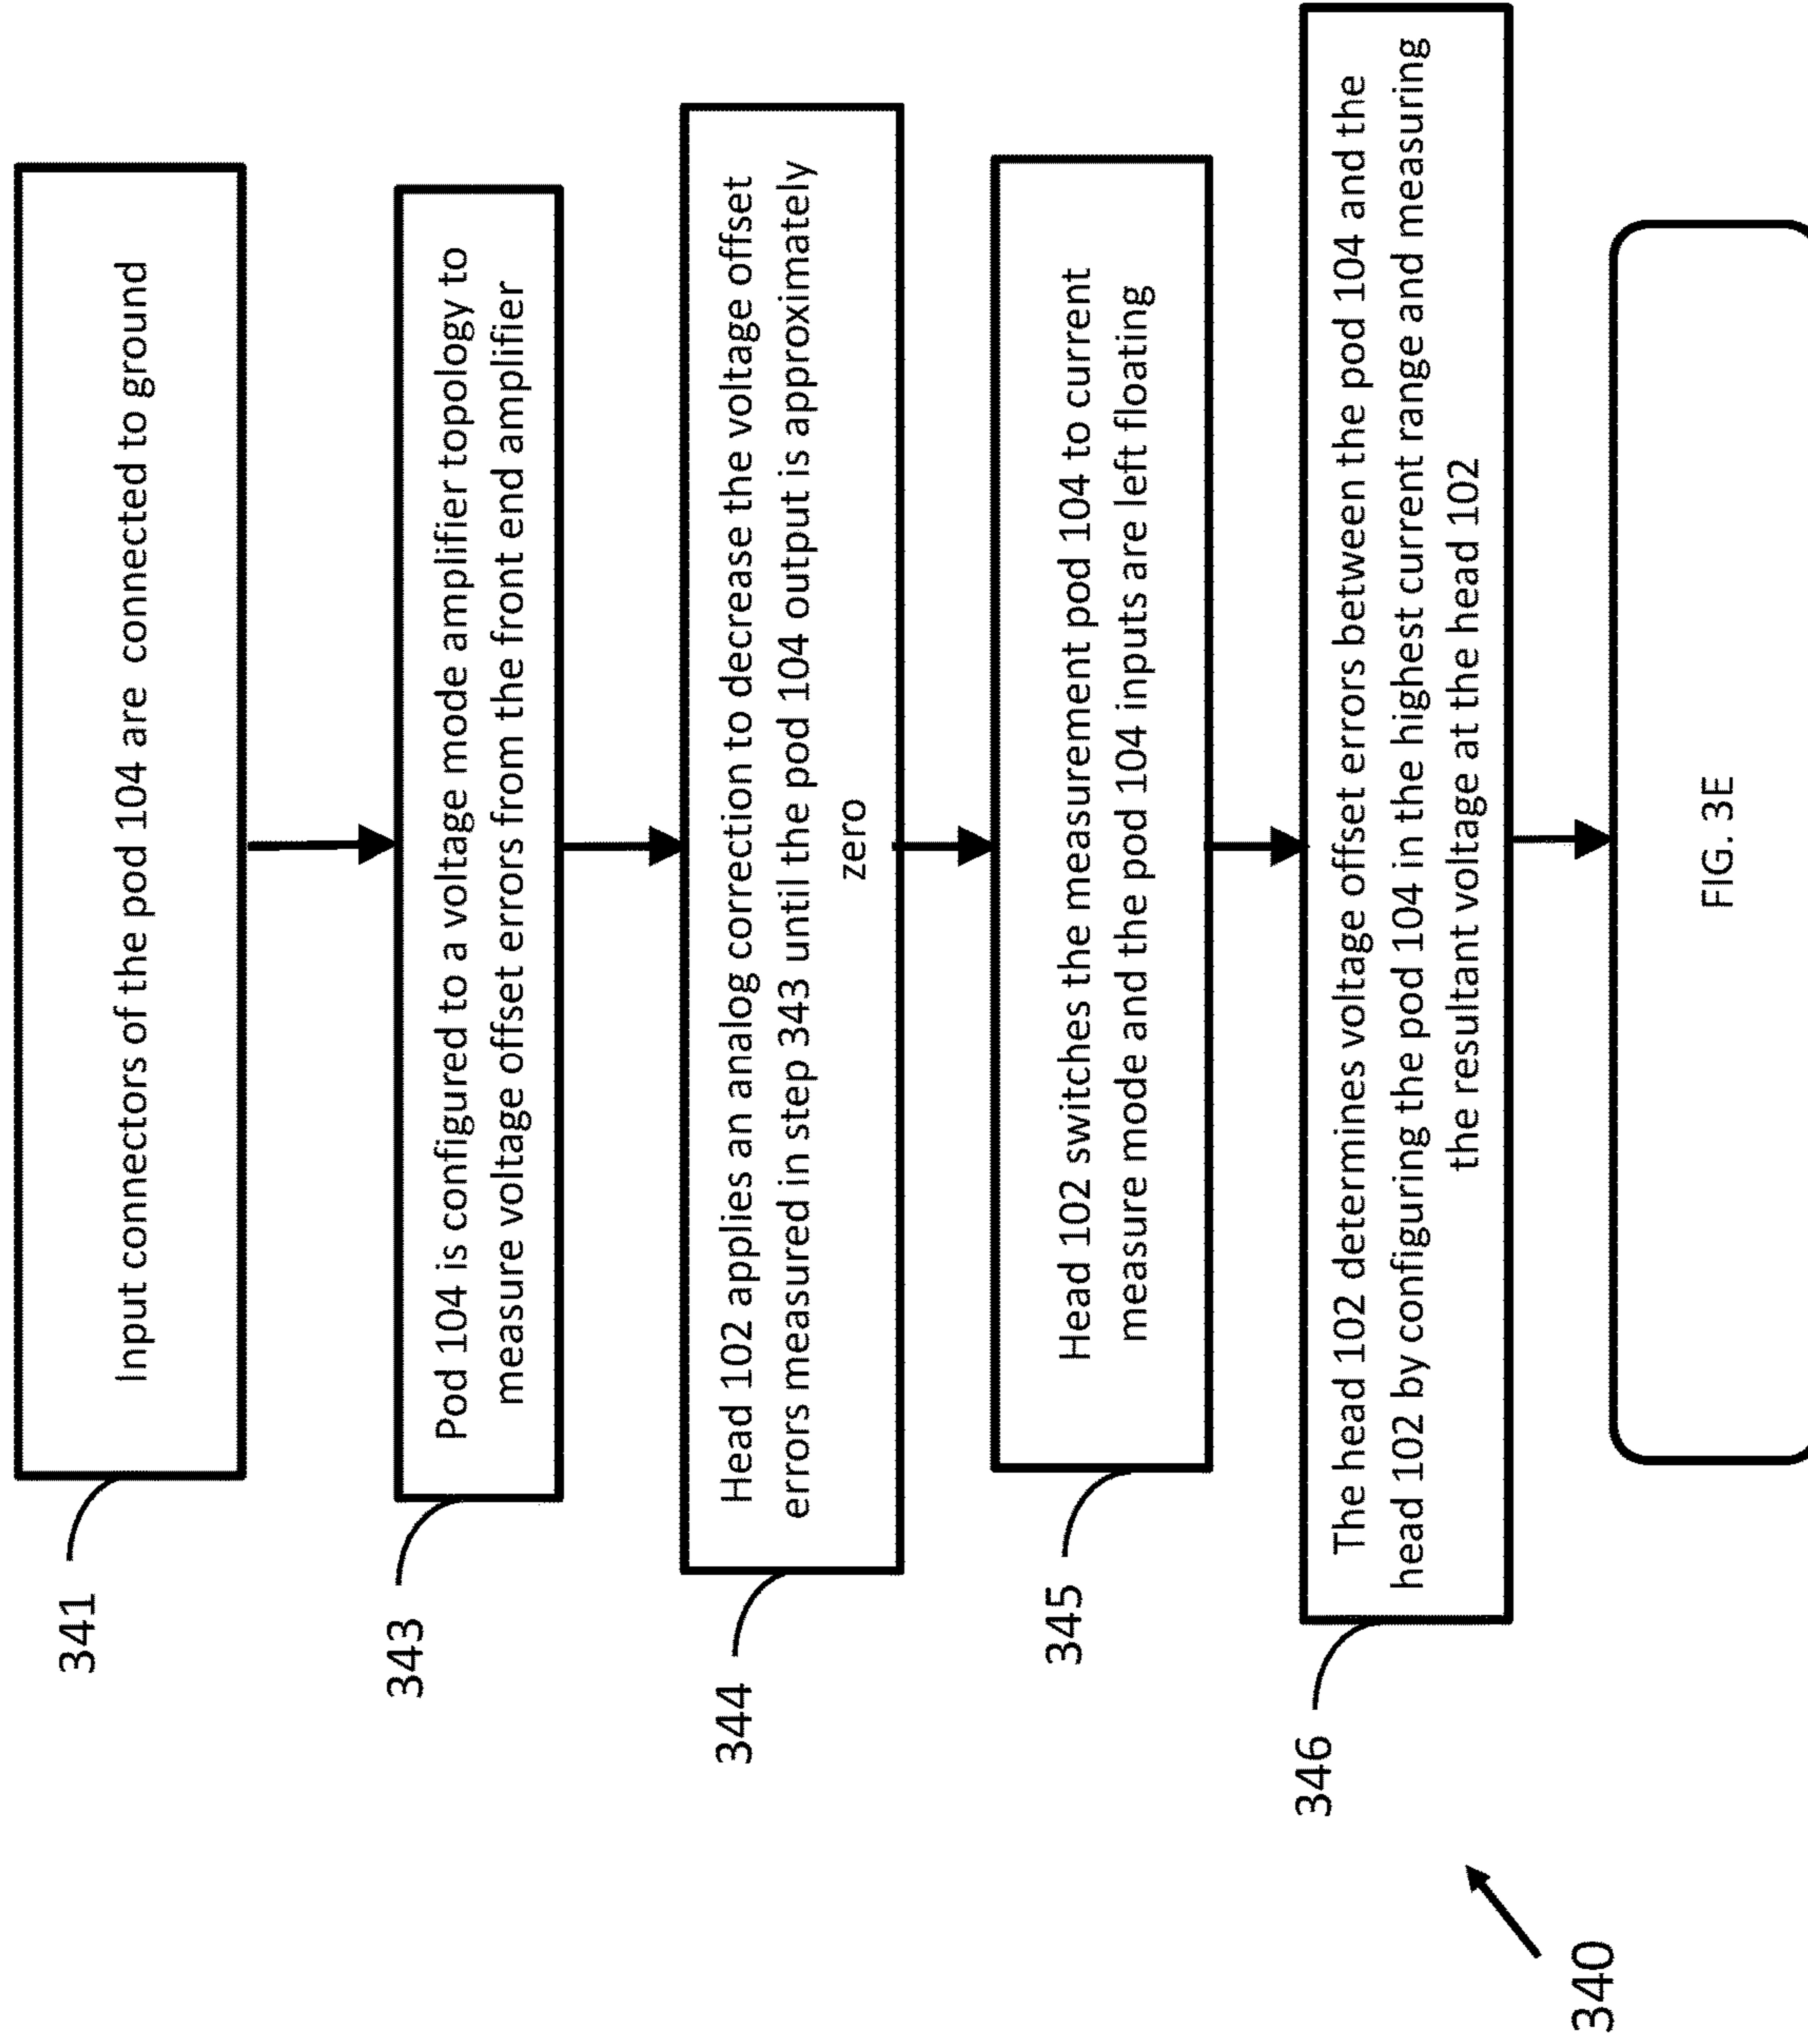 341
Input connectors of the pod 104 are connected to ground
343
Pod 104 is configured to a voltage mode amplifier topology to
measure voltage offset errors from the front end amplifier
344
Head 102 applies an analog correction to decrease the voltage offset
errors measured in step 343 until the pod 104 output is approximately
zero
345
Head 102 switches the measurement pod 104 to current
measure mode and the pod 104 inputs are left floating
346
The head 102 determines voltage offset errors between the pod 104 and the
head 102 by configuring the pod 104 in the highest current range and measuring
the resultant voltage at the head 102
340
FIG. 3E